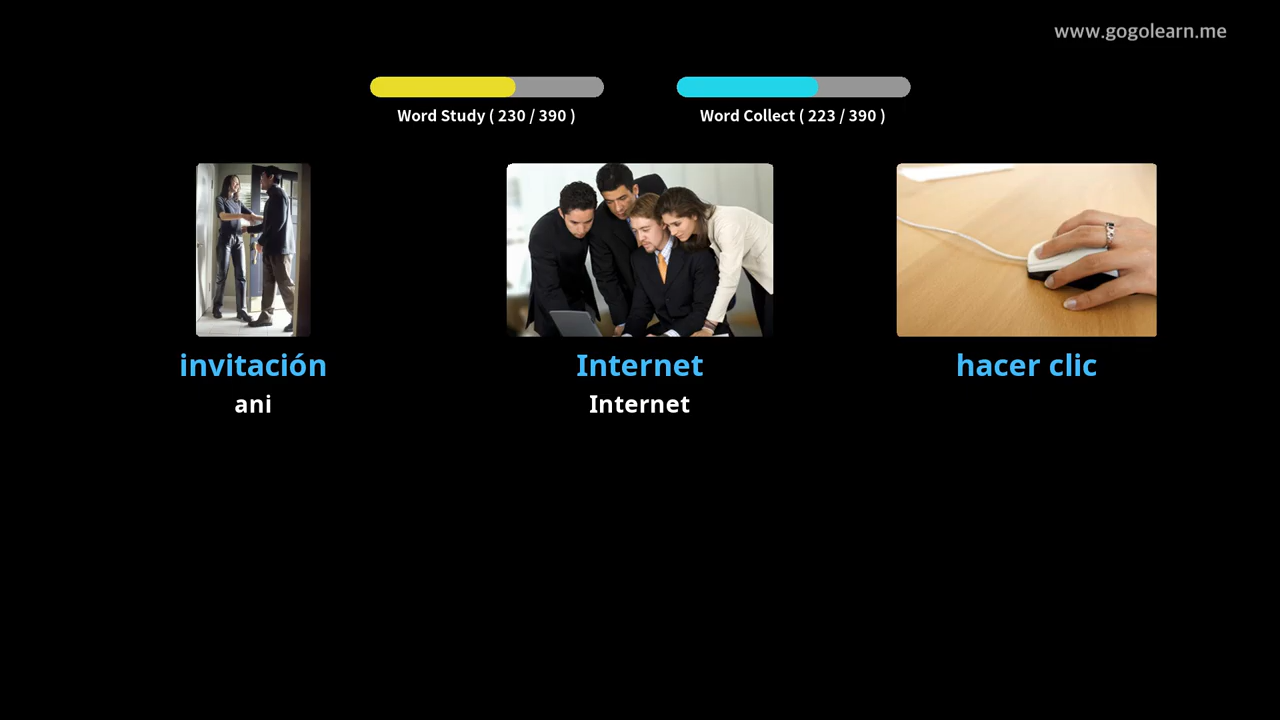 www.gogolearn.me
Word Study ( 230 / 390 )
Word Collect ( 223 / 390 )
invitación
ani
Internet
Internet
hacer clic